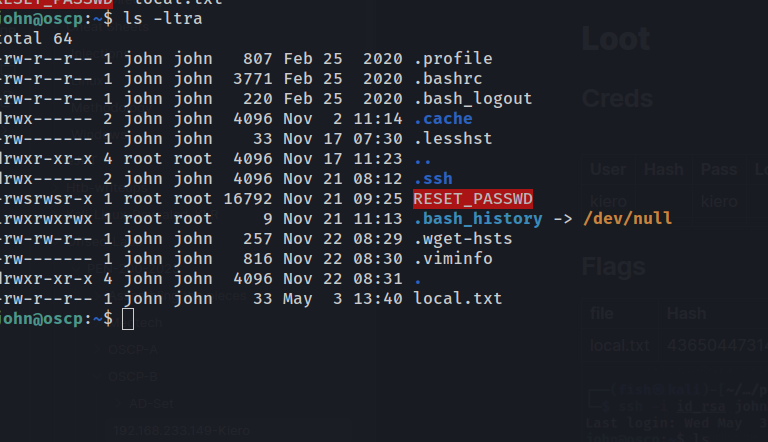 RESET_PASSWD local.txt
john@oscp:~$ ls -ltra
total 64
-rw-r--r-- 1 john john 807 Feb 25 2020 .profile
-rw-r--r-- 1 john john 3771 Feb 25 2020 .bashrc
-rw-r--r-- 1 john john 220 Feb 25 2020 .bash_logout
drwx------ 2 john john 4096 Nov 2 11:14 .cache
-rw------- 1 john john 33 Nov 17 07:30 .lesshst
drwxr-xr-x 4 root root 4096 Nov 17 11:23 ..
drwx------ 2 john john 4096 Nov 21 08:12 .ssh
-rwsrwsr-x 1 root root 16792 Nov 21 09:25 RESET_PASSWD
lrwxrwxrwx 1 root root 9 Nov 21 11:13 .bash_history -> /dev/null
-rw-rw-r-- 1 john john 257 Nov 22 08:29 .wget-hsts
-rw------- 1 john john 816 Nov 22 08:30 .viminfo
drwxr-xr-x 4 john john 4096 Nov 22 08:31 .
-rw-r--r-- 1 john john 33 May 3 13:40 local.txt
john@oscp:~$
Loot
Creds
User Hash Pass
kiero kiero
Flags
file Hash
local.txt 4365044731
id_rsa john
Last login: Wed May 3
OSCP-A
OSCP-B
AD-Set